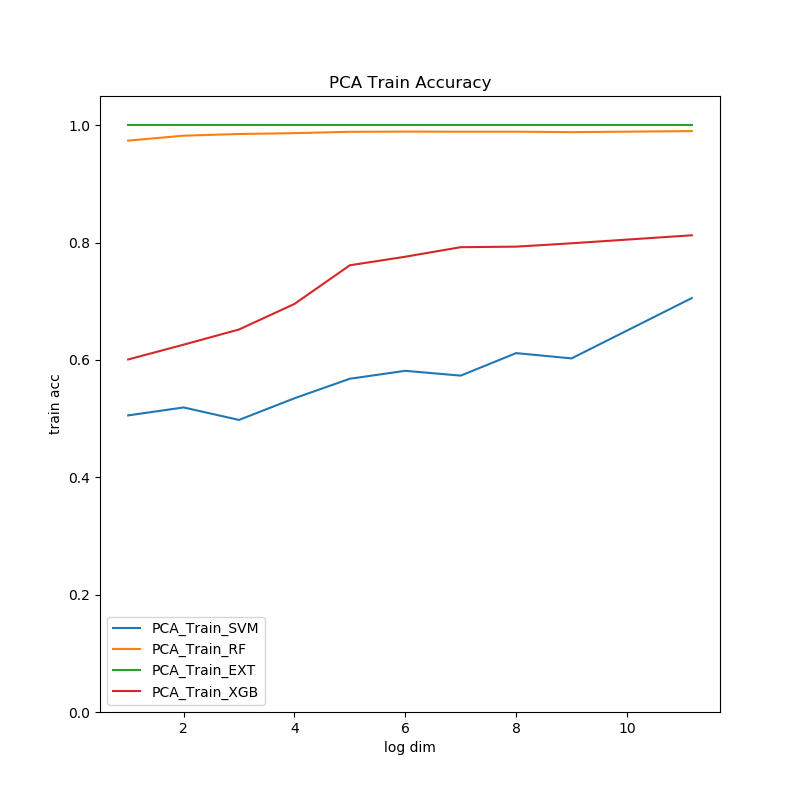 PCA Train Accuracy
1.0
0.8
0.6
0.4
0.2
0.0
train acc
PCA_Train_SVM
PCA_Train_RF
PCA_Train_EXT
PCA_Train_XGB
2 4 6 8 10
log dim